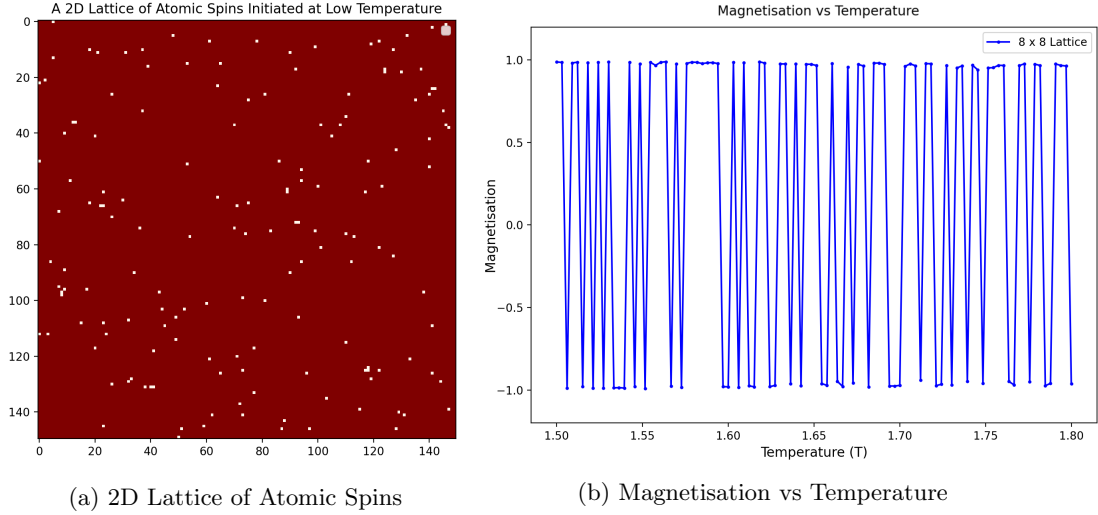 A 2D Lattice of Atomic Spins Initiated at Low Temperature
0
20
40
60
80
100
120
140
0 20 40 60 80 100 120 140
(a) 2D Lattice of Atomic Spins
Magnetisation vs Temperature
8 x 8 Lattice
Magnetisation
1.0
0.5
0.0
−0.5
−1.0
1.50 1.55 1.60 1.65 1.70 1.75 1.80
Temperature (T)
(b) Magnetisation vs Temperature